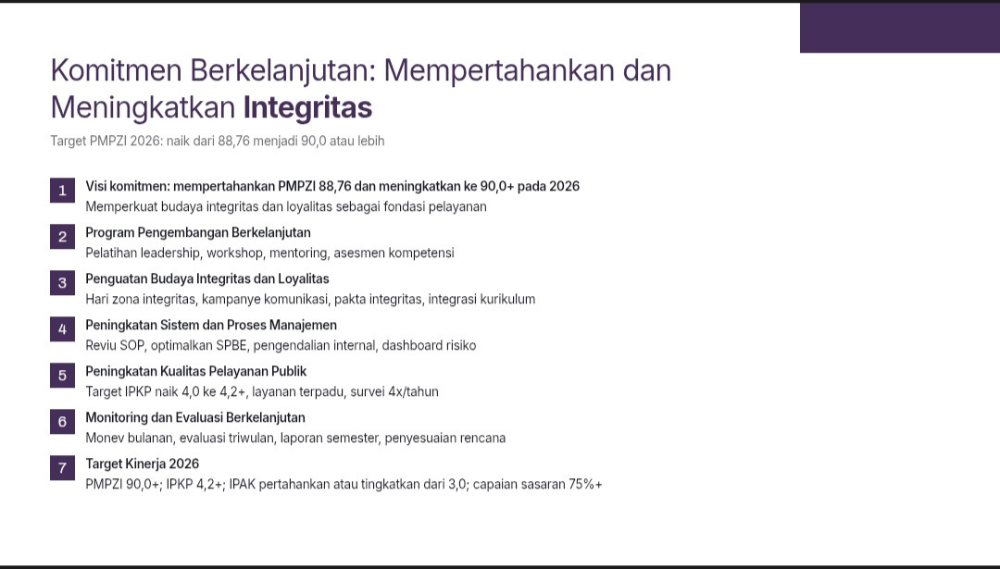 Komitmen Berkelanjutan: Mempertahankan dan
Meningkatkan Integritas
Target PMPZI 2026: naik dari 88,76 menjadi 90,0 atau lebih
1 Visi komitmen: mempertahankan PMPZI 88,76 dan meningkatkan ke 90,0+ pada 2026
Memperkuat budaya integritas dan loyalitas sebagai fondasi pelayanan
2 Program Pengembangan Berkelanjutan
Pelatihan leadership, workshop, mentoring, asesmen kompetensi
3 Penguatan Budaya Integritas dan Loyalitas
Hari zona integritas, kampanye komunikasi, pakta integritas, integrasi kurikulum
4 Peningkatan Sistem dan Proses Manajemen
Reviu SOP, optimalkan SPBE, pengendalian internal, dashboard risiko
5 Peningkatan Kualitas Pelayanan Publik
Target IPKP naik 4,0 ke 4,2+, layanan terpadu, survei 4x/tahun
6 Monitoring dan Evaluasi Berkelanjutan
Monev bulanan, evaluasi triwulan, laporan semester, penyesuaian rencana
7 Target Kinerja 2026
PMPZI 90,0+; IPKP 4,2+; IPAK pertahankan atau tingkatkan dari 3,0; capaian sasaran 75%+